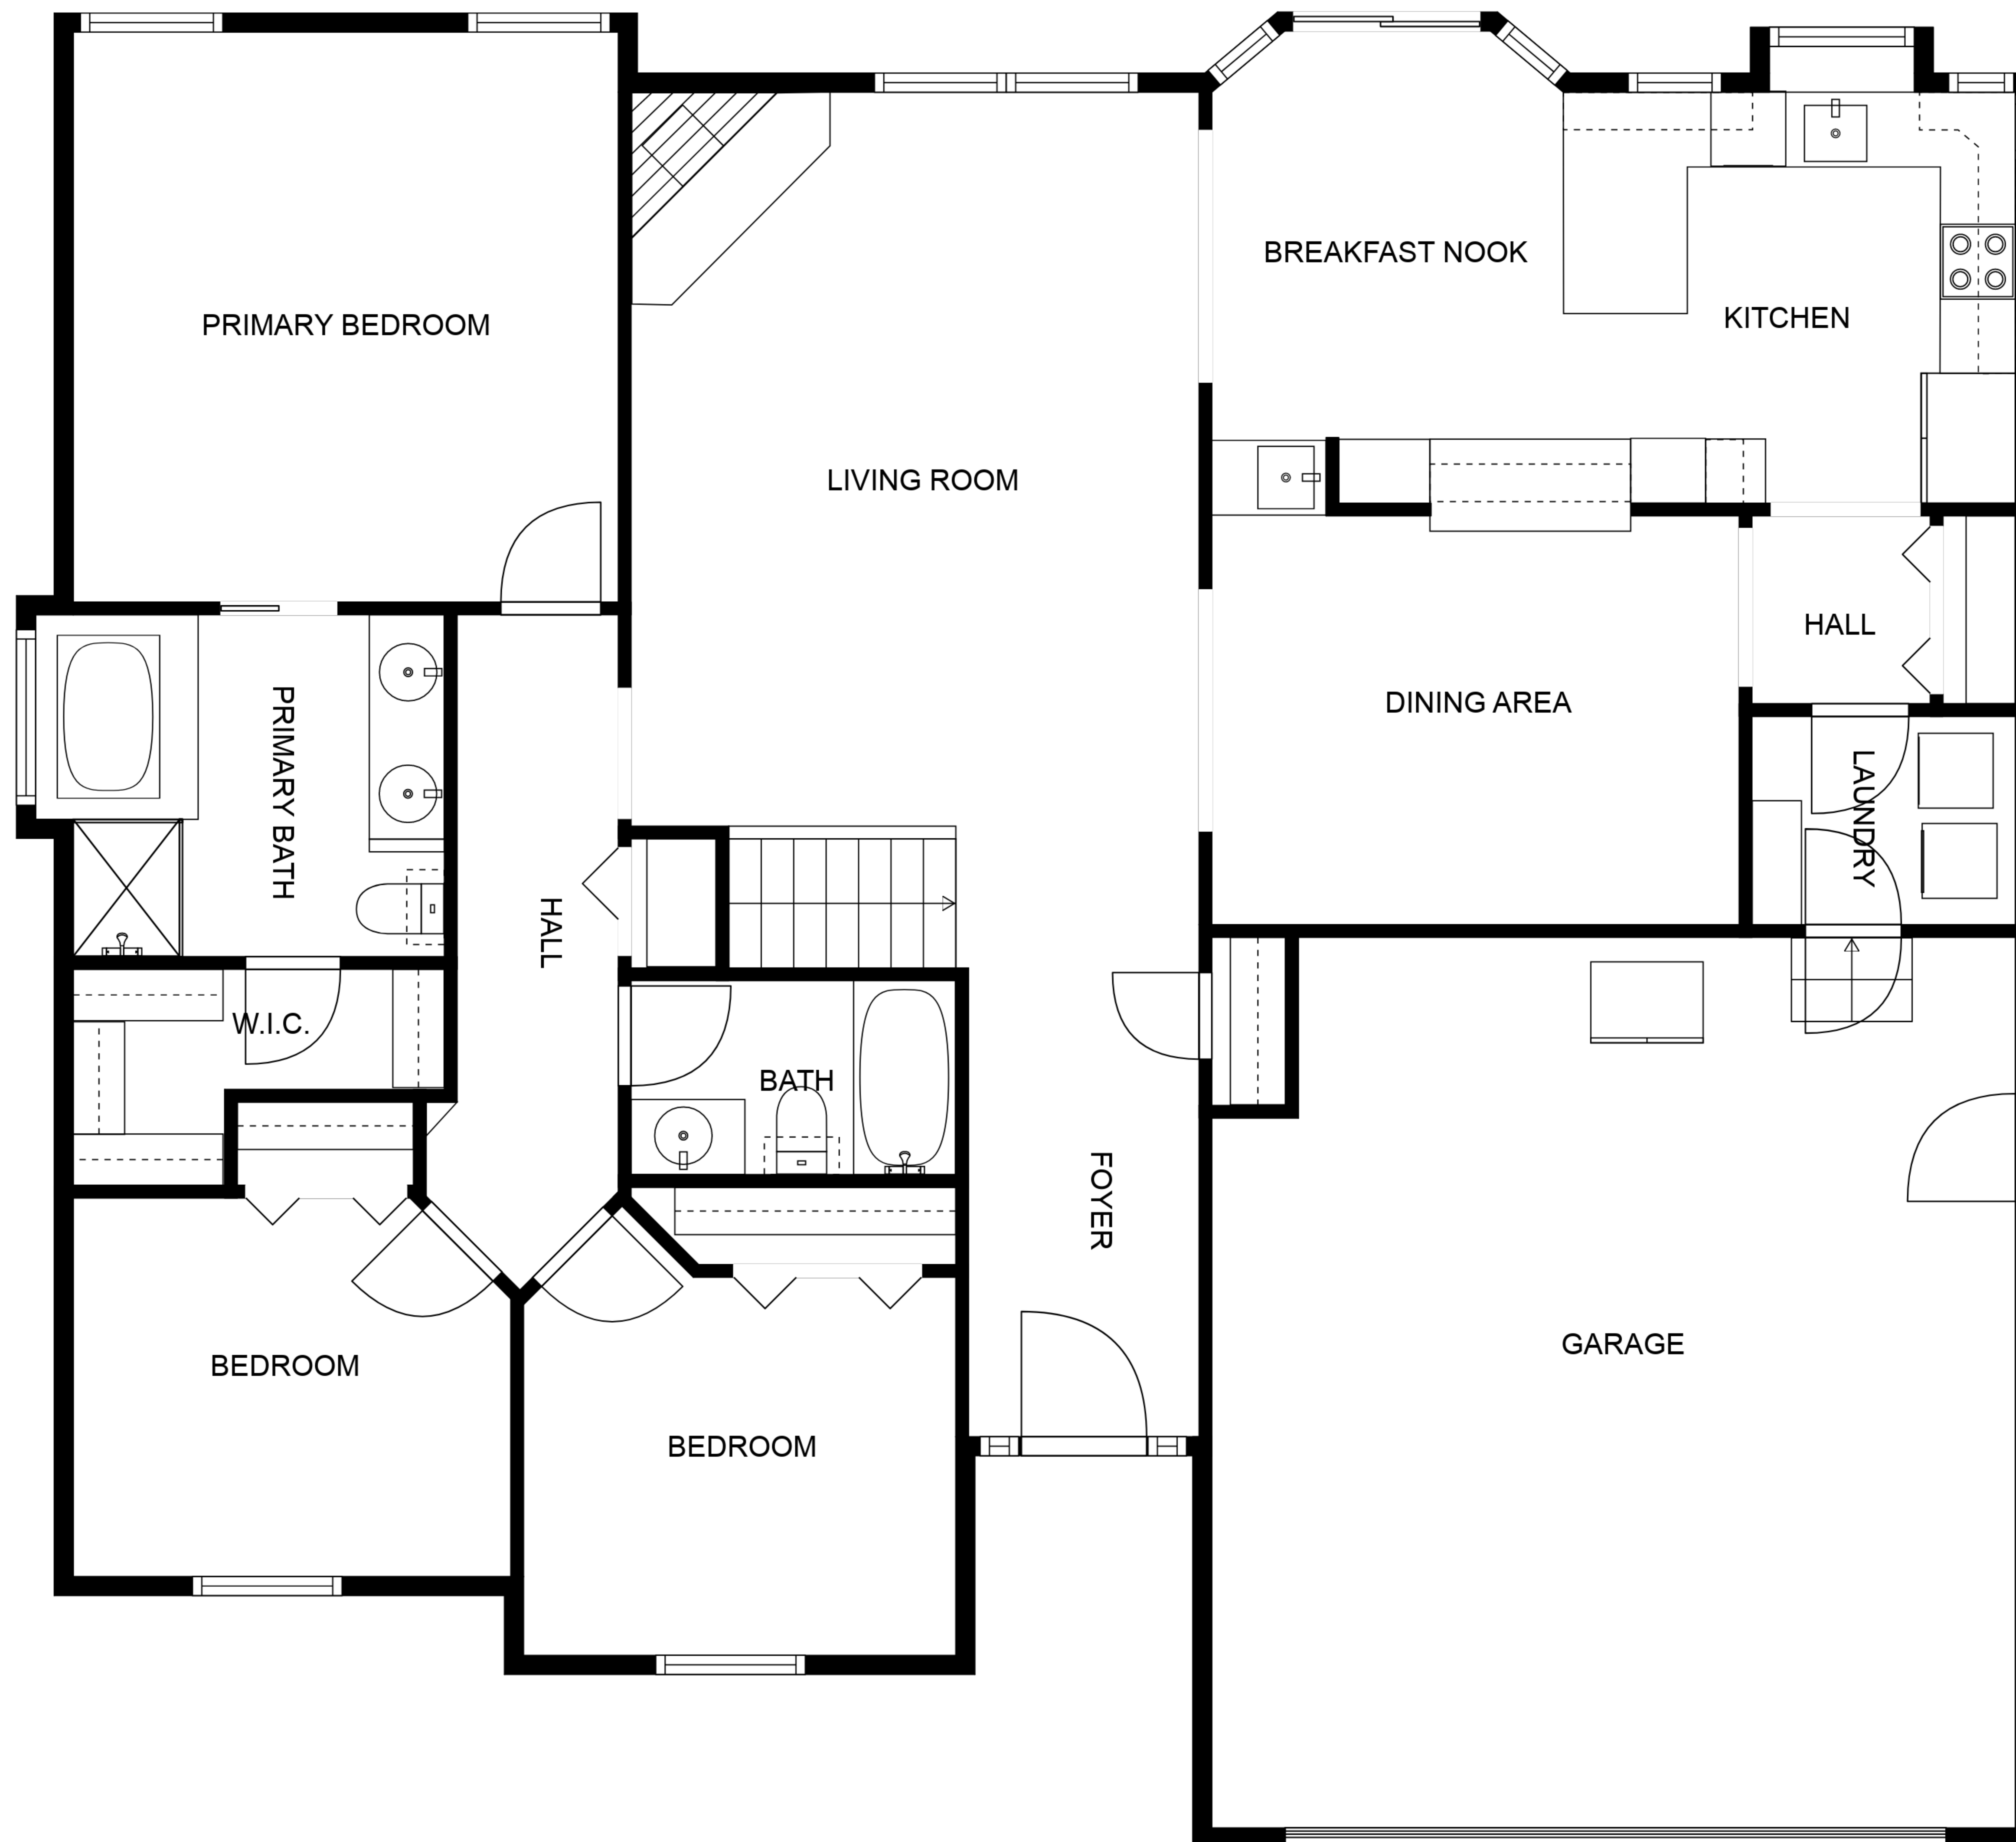 BREAKFAST NOOK
PRIMARY BEDROOM
KITCHEN
LIVING ROOM
HALL
DINING AREA
PRIMARY BATH
LAUNDRY
HALL
W.I.C.
BATH
FOYER
GARAGE
BEDROOM
BEDROOM